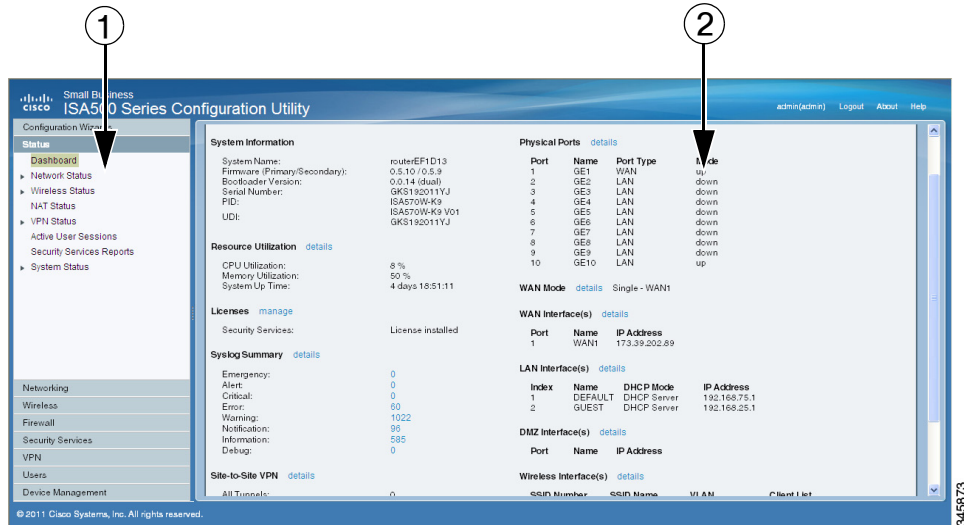 1
2
Small Business
cisco ISA500 Series Configuration Utility
admin(admin) Logout About Help
Configuration Wizards
Status
Dashboard
Network Status
Wireless Status
NAT Status
VPN Status
Active User Sessions
Security Services Reports
System Status
Networking
Wireless
Firewall
Security Services
VPN
Users
Device Management
System Information
System Name: routerEF1D13
Firmware (Primary/Secondary): 0.5.10 / 0.5.9
Bootloader Version: 0.0.14 (dual)
Serial Number: GKS192011YJ
PID: ISA570W-K9
UDI: ISA570W-K9 V01
GKS192011YJ
Resource Utilization details
CPU Utilization: 8 %
Memory Utilization: 50 %
System Up Time: 4 days 18:51:11
Licenses manage
Security Services: License installed
Syslog Summary details
Emergency: 0
Alert: 0
Critical: 0
Error: 60
Warning: 1022
Notification: 96
Information: 585
Debug: 0
Site-to-Site VPN details
All Tunnels: 0
Physical Ports details
Port Name Port Type Mode
1 GE1 WAN up
2 GE2 LAN down
3 GE3 LAN down
4 GE4 LAN down
5 GE5 LAN down
6 GE6 LAN down
7 GE7 LAN down
8 GE8 LAN down
9 GE9 LAN down
10 GE10 LAN up
WAN Mode details Single - WAN1
WAN Interface(s) details
Port Name IP Address
1 WAN1 173.39.202.89
LAN Interface(s) details
Index Name DHCP Mode IP Address
1 DEFAULT DHCP Server 192.168.75.1
2 GUEST DHCP Server 192.168.25.1
DMZ Interface(s) details
Port Name IP Address
Wireless Interface(s) details
SSID Number SSID Name VLAN Client List
© 2011 Cisco Systems, Inc. All rights reserved.
345873